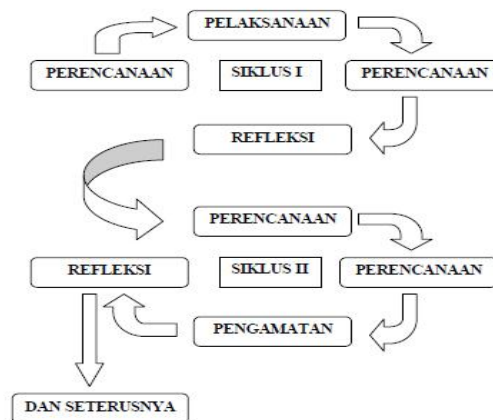 PELAKSANAAN
PERENCANAAN
SIKLUS I
PERENCANAAN
REFLEKSI
PERENCANAAN
REFLEKSI
SIKLUS II
PERENCANAAN
PENGAMATAN
DAN SETERUSNYA